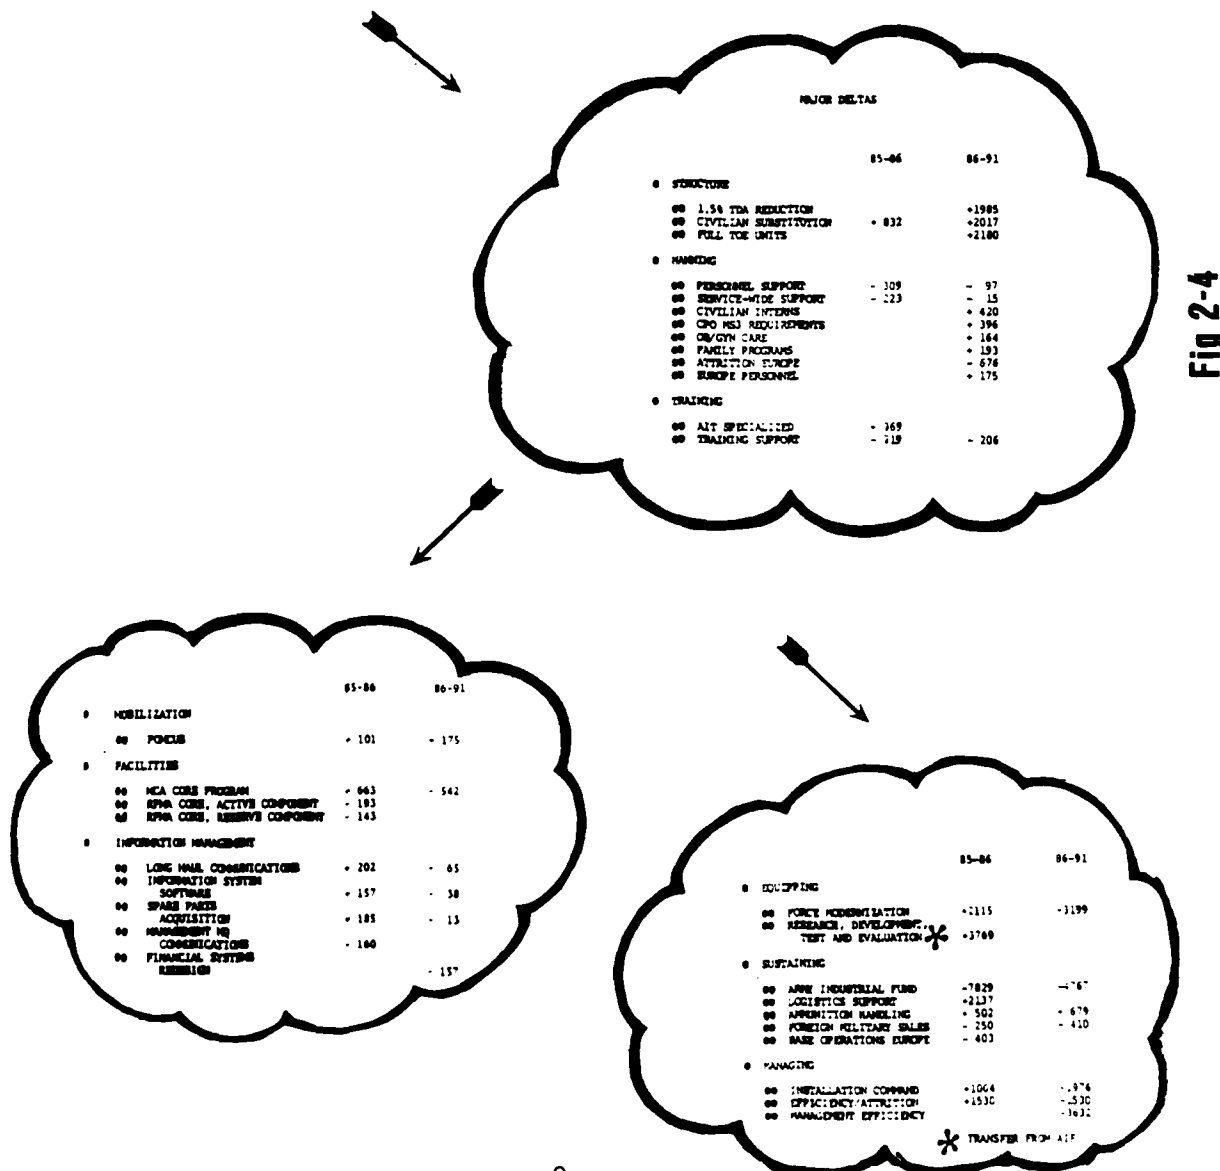 MAJOR DELTAS
85-86 86-91
● STRUCTURE
●● 1.5% TDA REDUCTION +1985
●● CIVILIAN SUBSTITUTION + 832 +2017
●● FULL TOE UNITS +2180
● MANNING
●● PERSONNEL SUPPORT - 309 - 97
●● SERVICE-WIDE SUPPORT - 223 - 15
●● CIVILIAN INTERNS + 420
●● CPO MS3 REQUIREMENTS + 396
●● OB/GYN CARE + 164
●● FAMILY PROGRAMS + 193
●● ATTRITION EUROPE - 676
●● EUROPE PERSONNEL + 175
● TRAINING
●● AIT SPECIALIZED
●● TRAINING SUPPORT - 206
Fig 2-4
85-86 86-91
● MOBILIZATION
●● POMCUS + 101 - 175
● FACILITIES
●● MCA CORE PROGRAM + 663 - 542
●● RPMA CORE, ACTIVE COMPONENT - 193
●● RPMA CORE, RESERVE COMPONENT - 143
● INFORMATION MANAGEMENT
●● LONG HAUL COMMUNICATIONS + 202 - 65
●● INFORMATION SYSTEM
SOFTWARE + 157 - 38
●● SPARE PARTS
ACQUISITION + 185 - 13
●● MANAGEMENT HQ
COMMUNICATIONS - 160
●● FINANCIAL SYSTEMS
REDESIGN - 157
85-86 86-91
● EQUIPPING
●● FORCE MODERNIZATION +2115 -3199
●● RESEARCH, DEVELOPMENT,
TEST AND EVALUATION * +3769
● SUSTAINING
●● ARMY INDUSTRIAL FUND -7829
●● LOGISTICS SUPPORT +2137
●● AMMUNITION HANDLING + 502 + 679
●● FOREIGN MILITARY SALES - 250 - 410
●● BASE OPERATIONS EUROPE - 403
● MANAGING
●● INSTALLATION COMMAND +1004
●● EFFICIENCY/ATTRITION +1530
●● MANAGEMENT EFFICIENCY -3632
* TRANSFER FROM AIF